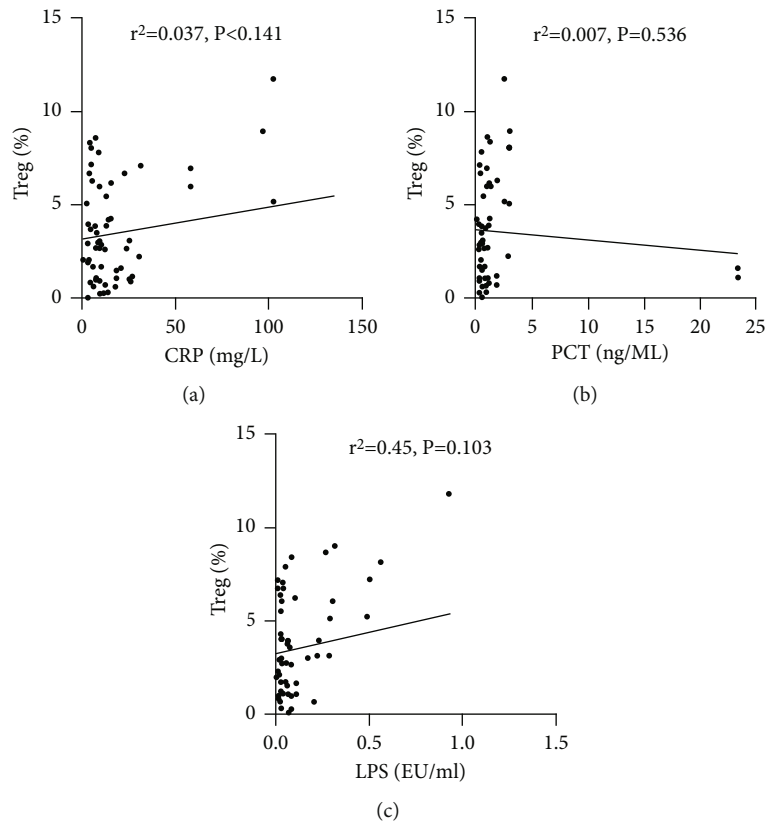 r²=0.037, P<0.141
15
10
5
0
Treg (%)
0 50 100 150
CRP (mg/L)
(a)
r²=0.007, P=0.536
15
10
5
0
Treg (%)
0 5 10 15 20 25
PCT (ng/ML)
(b)
r²=0.45, P=0.103
15
10
5
0
Treg (%)
0.0 0.5 1.0 1.5
LPS (EU/ml)
(c)